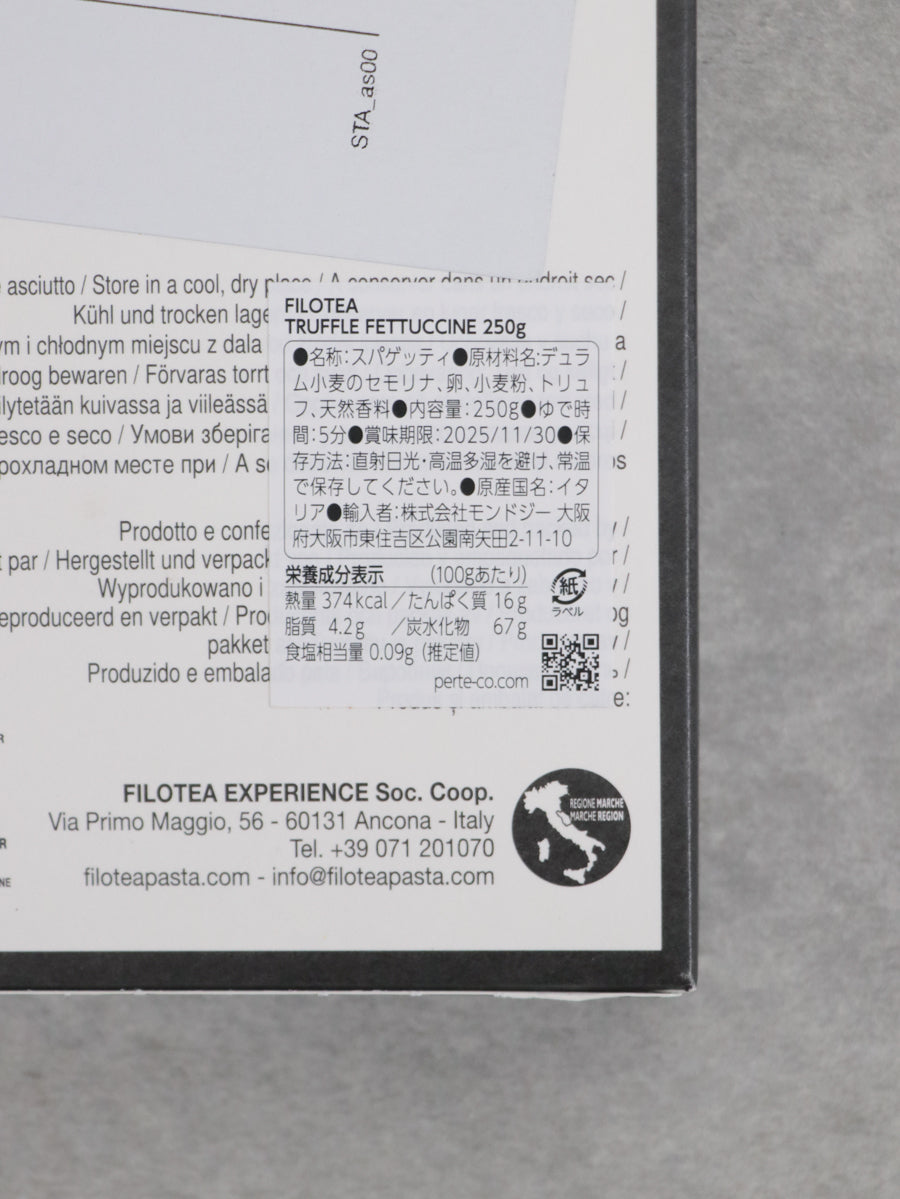 STA_as00
asciutto / Store in a cool, dry place / A conserver dans un endroit sec /
Kühl und trocken lage
ym i chłodnym miejscu z dala
droog bewaren / Förvaras torrt
ilytetään kuivassa ja viileässä
esco e seco / Умови зберіга
рохладном месте при / A se
FILOTEA
TRUFFLE FETTUCCINE 250g
●名称:スパゲッティ●原材料名:デュラ
ム小麦のセモリナ、卵、小麦粉、トリュ
フ、天然香料●内容量:250g●ゆで時
間:5分●賞味期限:2025/11/30●保
存方法:直射日光・高温多湿を避け、常温
で保存してください。●原産国名:イタ
リア●輸入者:株式会社モンドジー 大阪
府大阪市東住吉区公園南矢田2-11-10
栄養成分表示 (100gあたり)
熱量 374kcal/たんぱく質 16g
脂質 4.2g /炭水化物 67g
食塩相当量 0.09g (推定値)
perte-co.com
紙
ラベル
Prodotto e confe
t par / Hergestellt und verpack
Wyprodukowano i
eproduceerd en verpakt / Pro
pakket
Produzido e embala
FILOTEA EXPERIENCE Soc. Coop.
Via Primo Maggio, 56 - 60131 Ancona - Italy
Tel. +39 071 201070
filoteapasta.com - info@filoteapasta.com
REGIONE MARCHE
MARCHE REGION